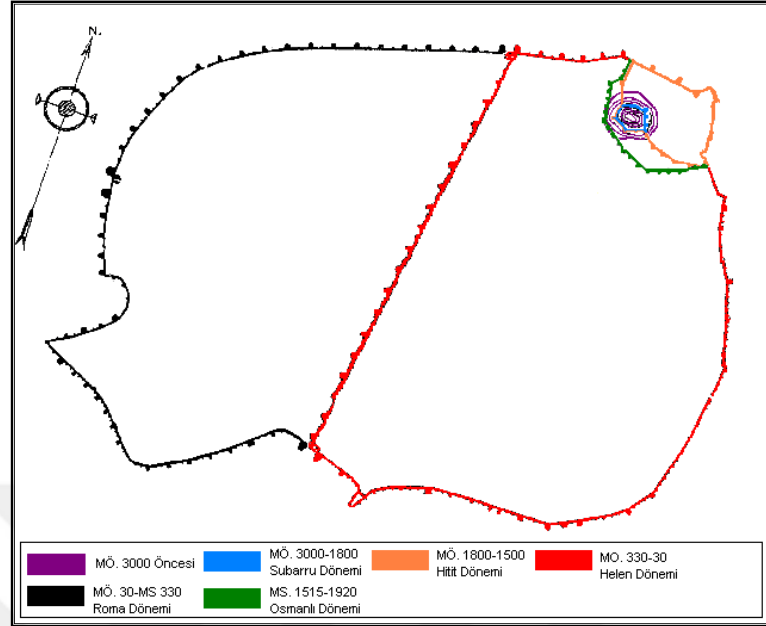 N.
MÖ. 3000 Öncesi
MÖ. 3000-1800
Subarru Dönemi
MÖ. 1800-1500
Hitit Dönemi
MO. 330-30
Helen Dönemi
MÖ. 30-MS 330
Roma Dönemi
MS. 1515-1920
Osmanlı Dönemi